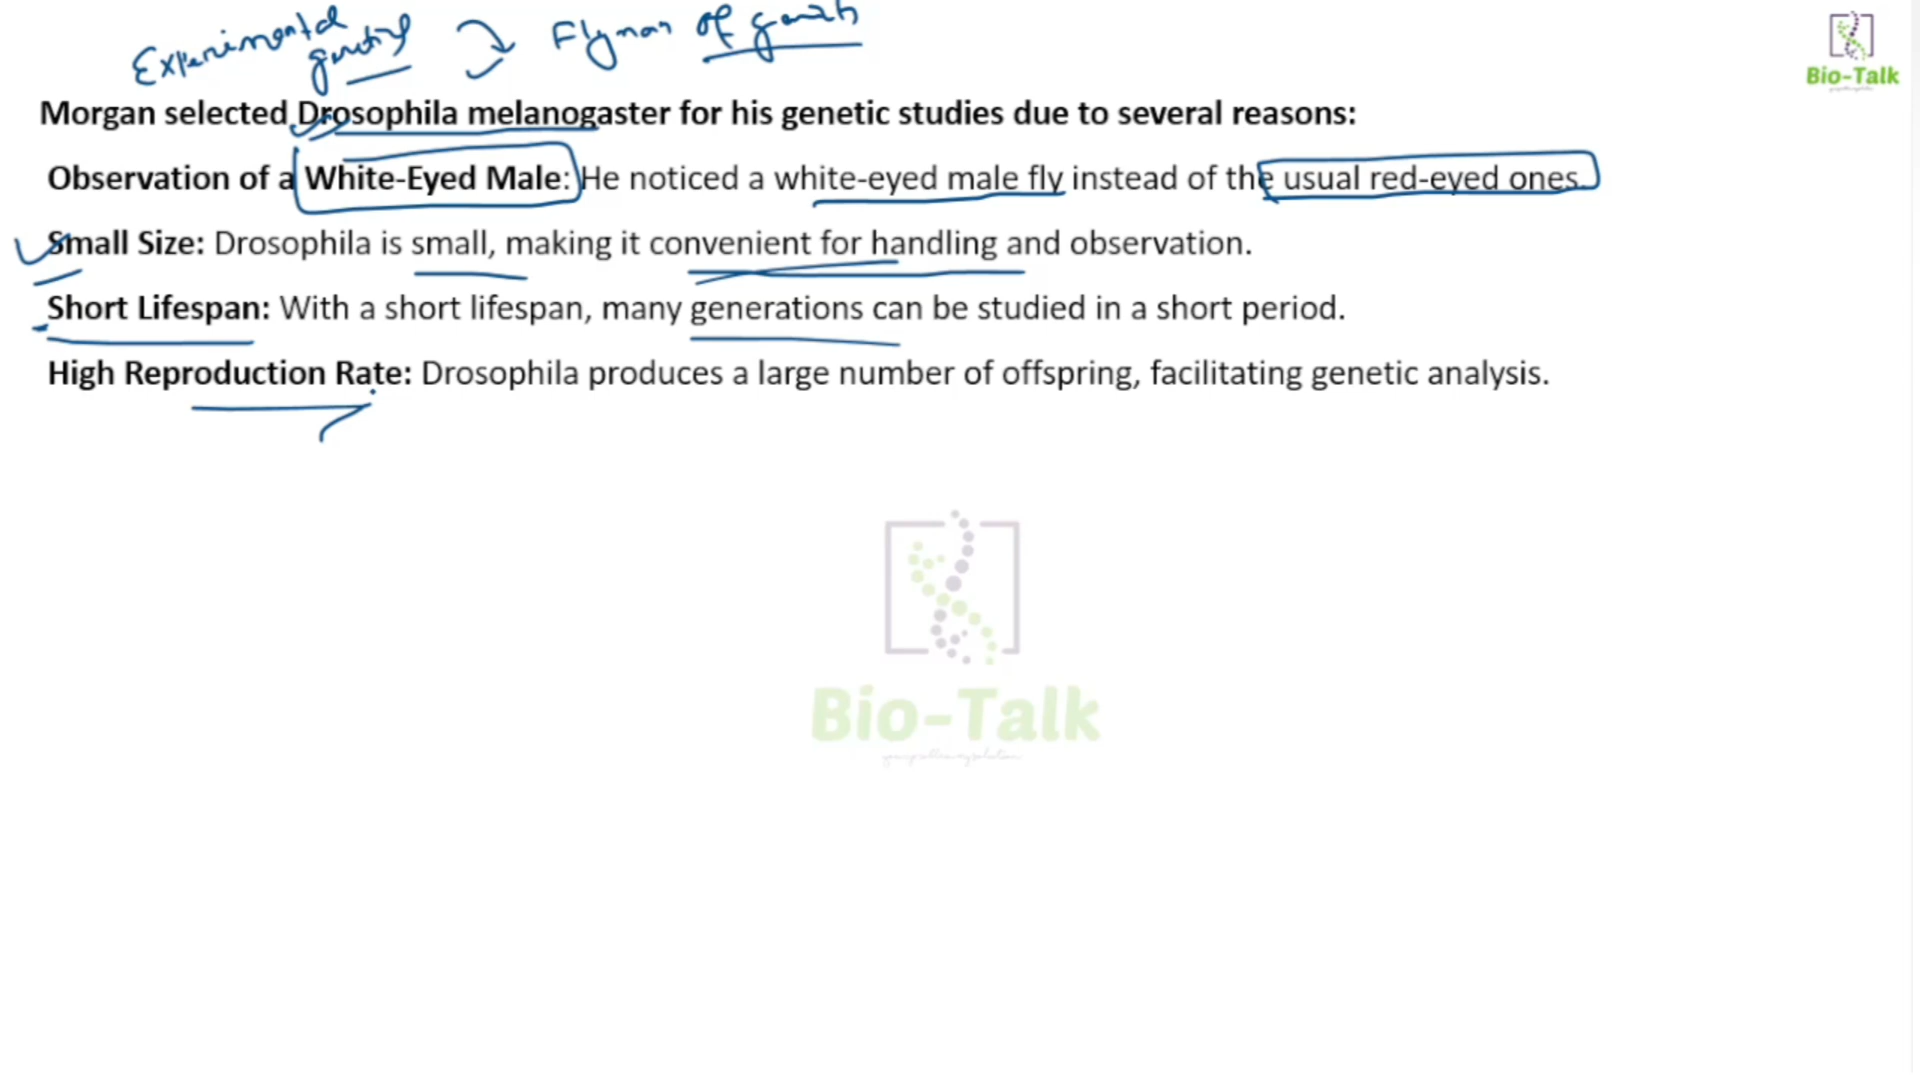 Experimental genetics Flyman of genetics
Bio-Talk
Morgan selected Drosophila melanogaster for his genetic studies due to several reasons:
Observation of a White-Eyed Male: He noticed a white-eyed male fly instead of the usual red-eyed ones.
Small Size: Drosophila is small, making it convenient for handling and observation.
Short Lifespan: With a short lifespan, many generations can be studied in a short period.
High Reproduction Rate: Drosophila produces a large number of offspring, facilitating genetic analysis.
Bio-Talk